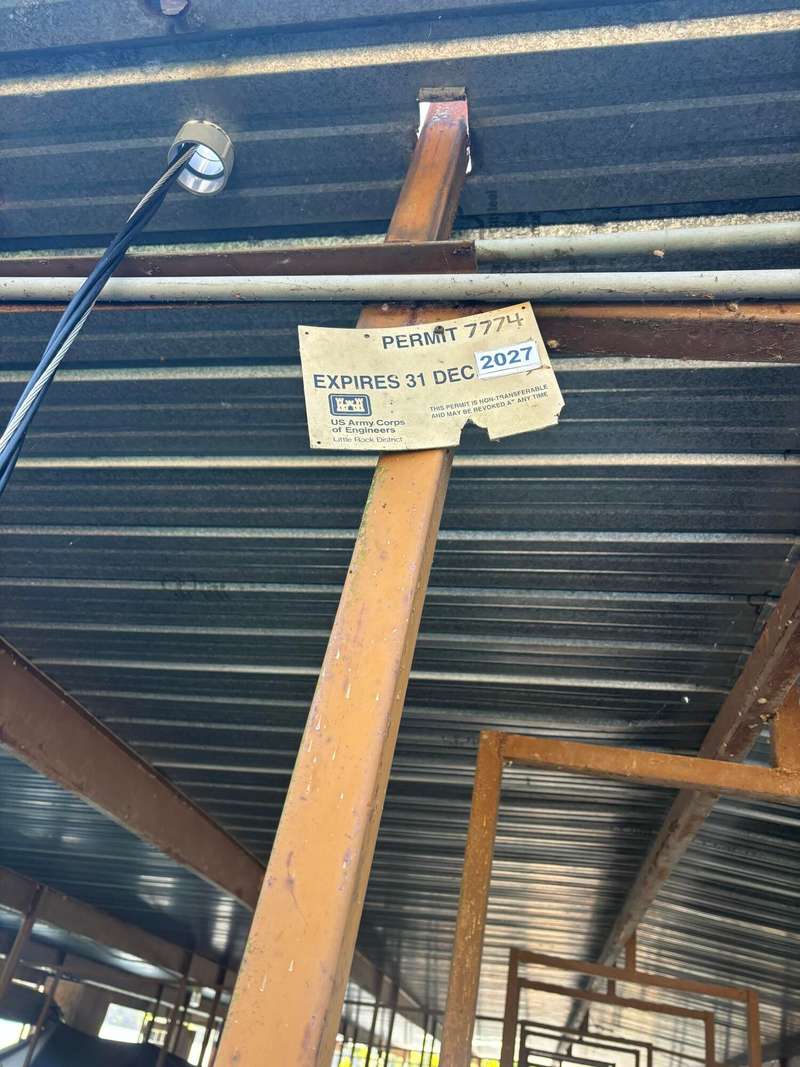 PERMIT 7774
EXPIRES 31 DEC 2027
THIS PERMIT IS NON-TRANSFERABLE
AND MAY BE REVOKED AT ANY TIME
US Army Corps
of Engineers
Little Rock District